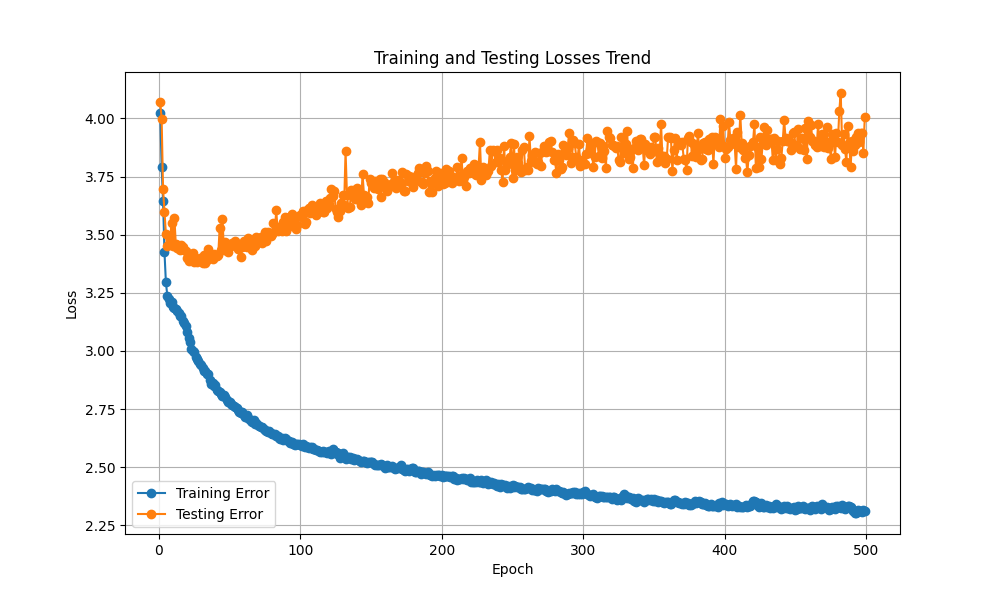 Training and Testing Losses Trend
Loss
4.00
3.75
3.50
3.25
3.00
2.75
2.50
2.25
Training Error
Testing Error
0
100
200
300
400
500
Epoch